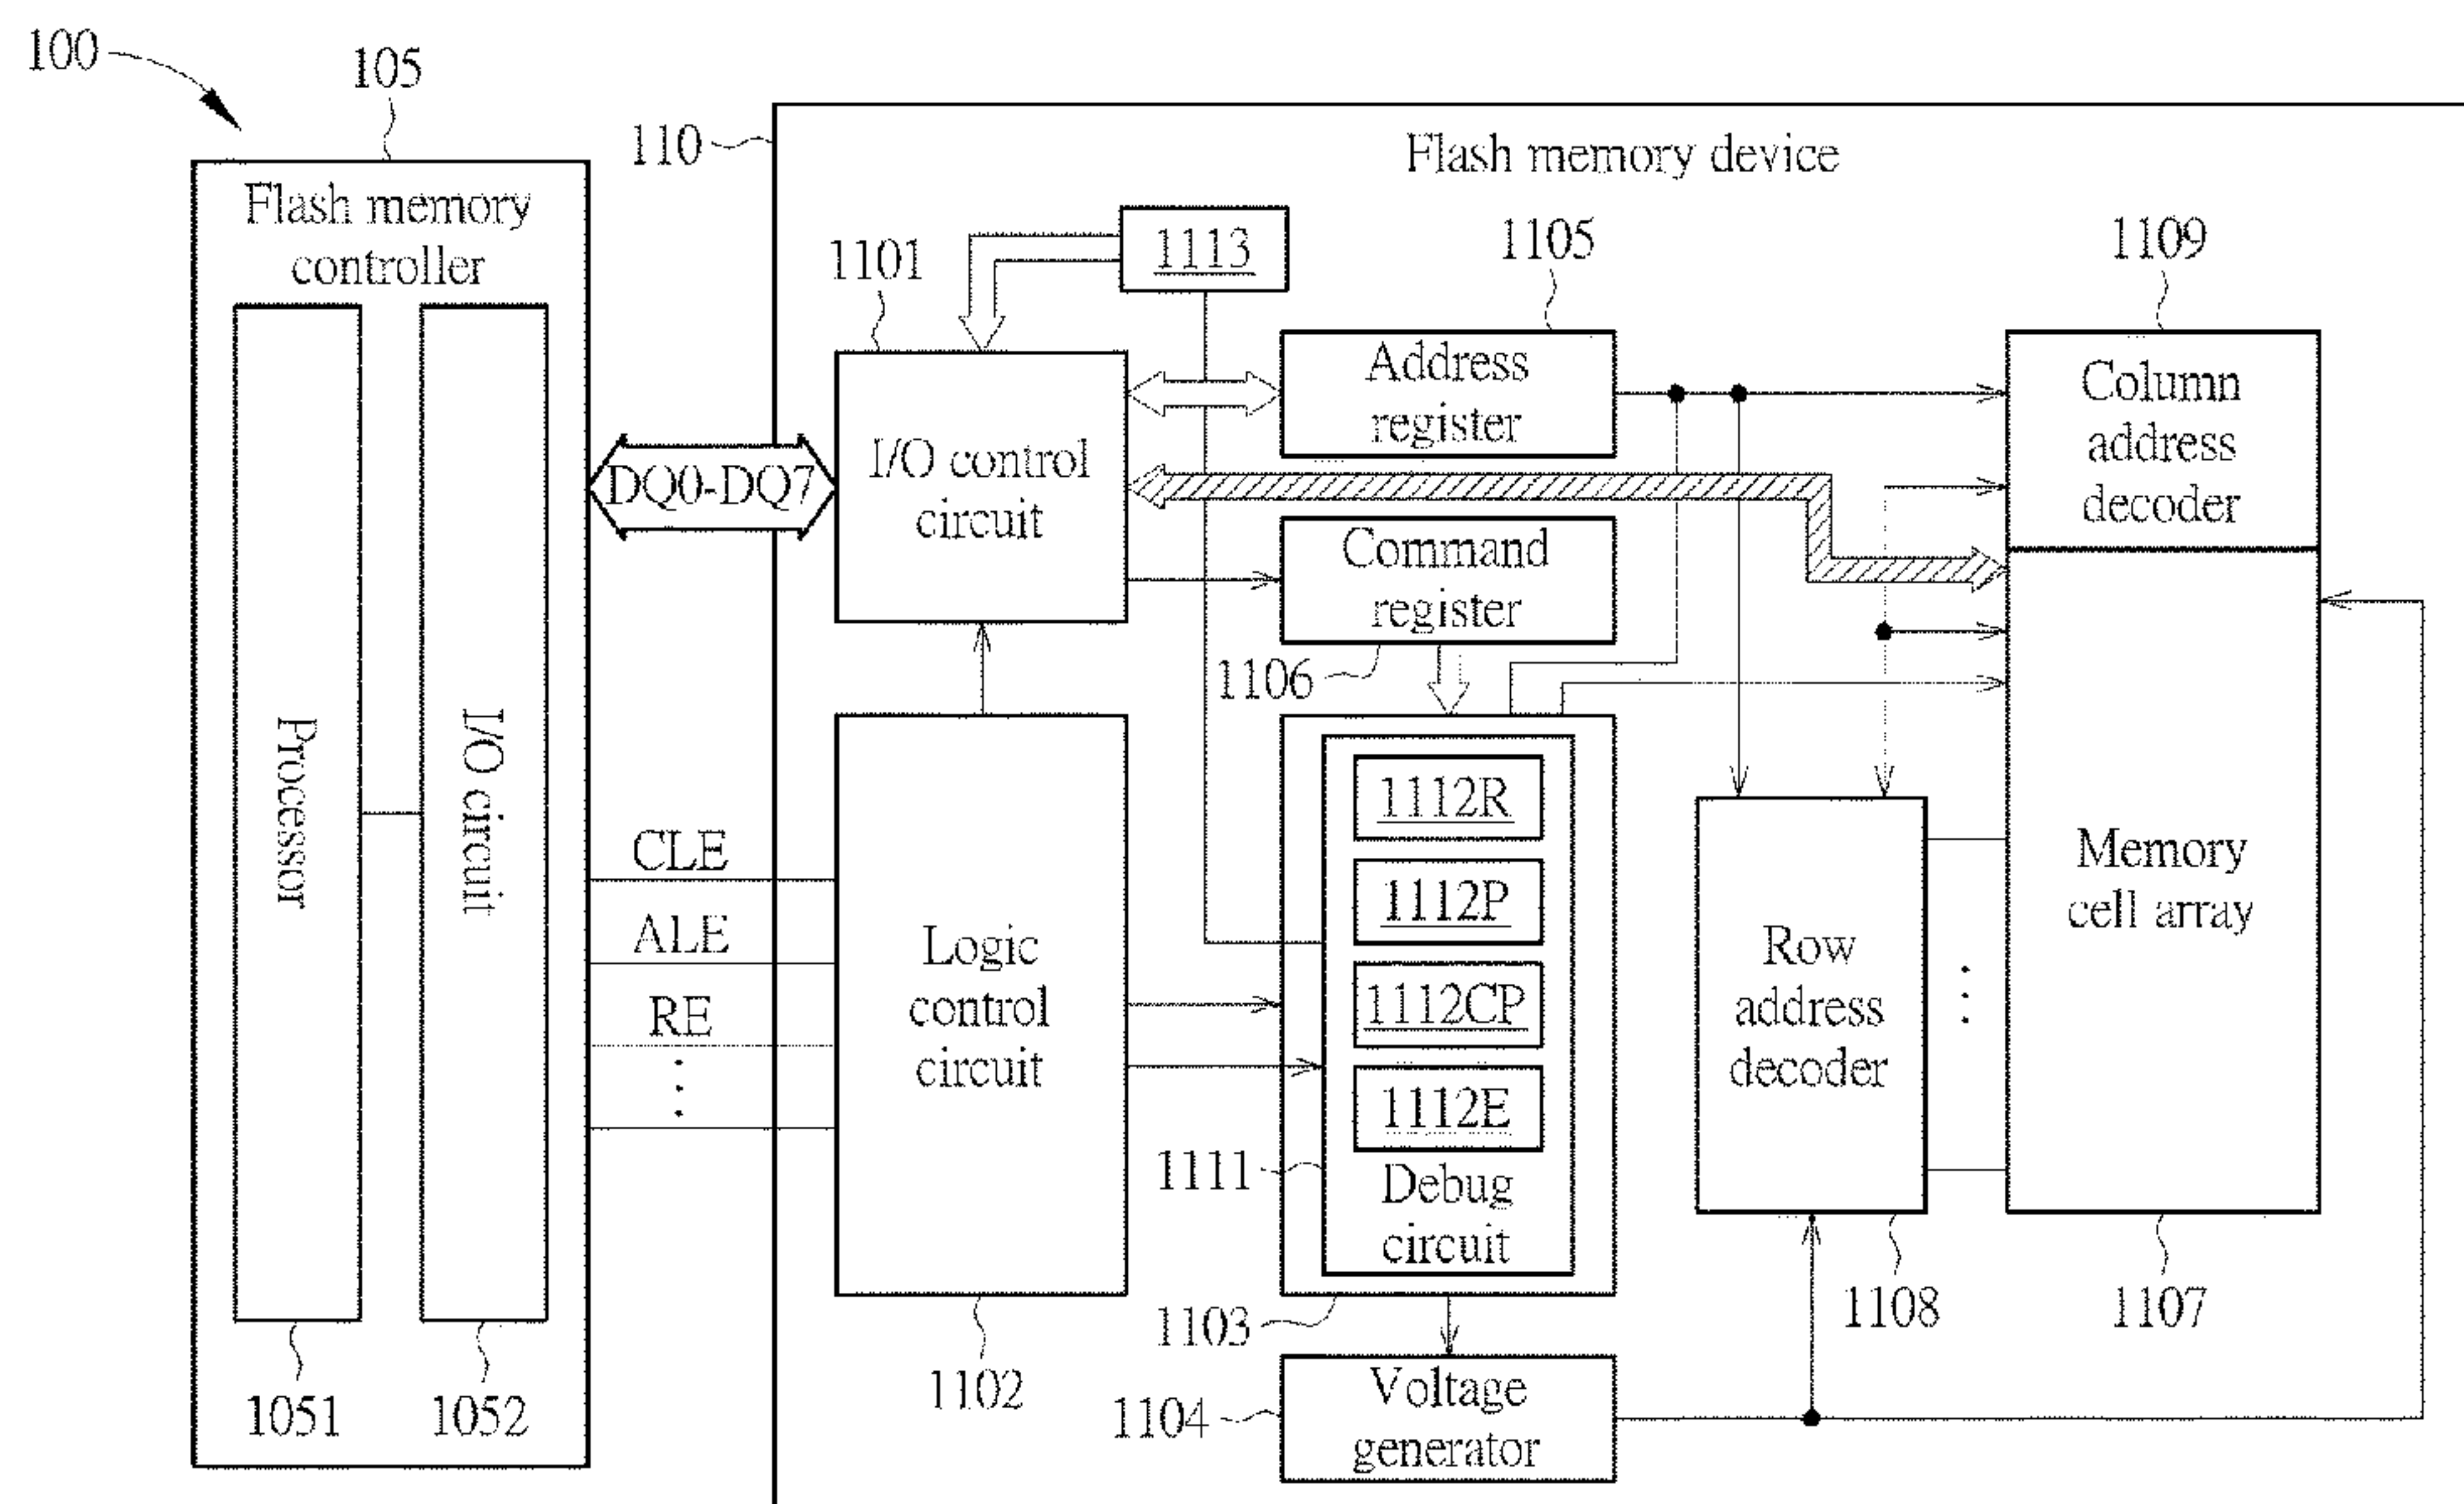 100
105
110
Flash memory
controller
Processor
I/O circuit
1051
1052
DQ0-DQ7
CLE
ALE
RE
Flash memory device
1113
1101
I/O control
circuit
1105
Address
register
1109
Column
address
decoder
Command
register
1106
Logic
control
circuit
1102
1112R
1112P
1112CP
1112E
Debug
circuit
1111
1103
Row
address
decoder
1108
Memory
cell array
1107
1104
Voltage
generator